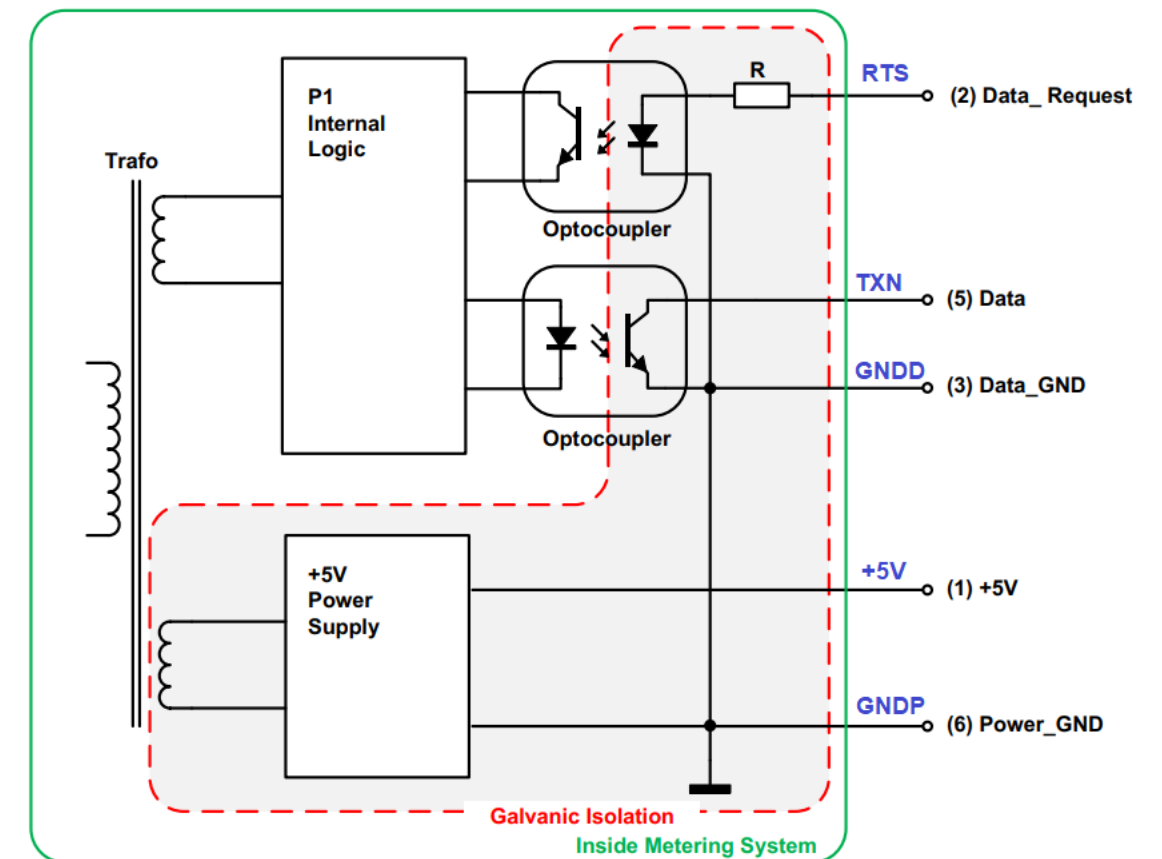 R
RTS
(2) Data_ Request
P1
Internal
Logic
Trafo
Optocoupler
TXN
(5) Data
GNDD
(3) Data_GND
Optocoupler
+5V
Power
Supply
+5V
(1) +5V
GNDP
(6) Power_GND
Galvanic Isolation
Inside Metering System